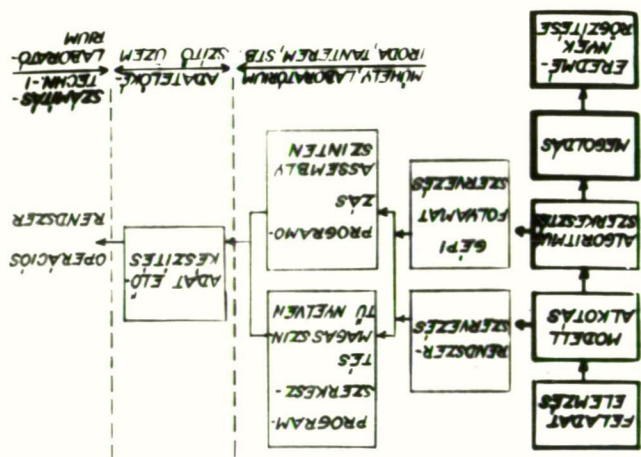 FELADAT
ELEMZÉS
MODELL
ALKOTÁS
ALGORITMUS
SZERKESZTÉS
MEGOLDÁS
EREDMÉ-
NYEK
RÖGZÍTÉSE
RENDSZER-
SZERVEZÉS
GÉPI
FOLYAMAT
SZERVEZÉS
PROGRAM-
SZERKESZ-
TÉS
MAGASSZIN
TŰ NYELVEN
PROGRAMO-
ZÁS
ASSEMBLY
SZINTEN
ADAT ELŐ-
KÉSZÍTÉS
OPERÁCIÓS
RENDSZER
MŰHELY, LABORATÓRIUM
IRODA, TANTEREM, STB
ADATELŐKÉ-
SZÍTŐ ÜZEM
SZÁMÍTÁS-
TECHN-I
LABORATÓ-
RIUM